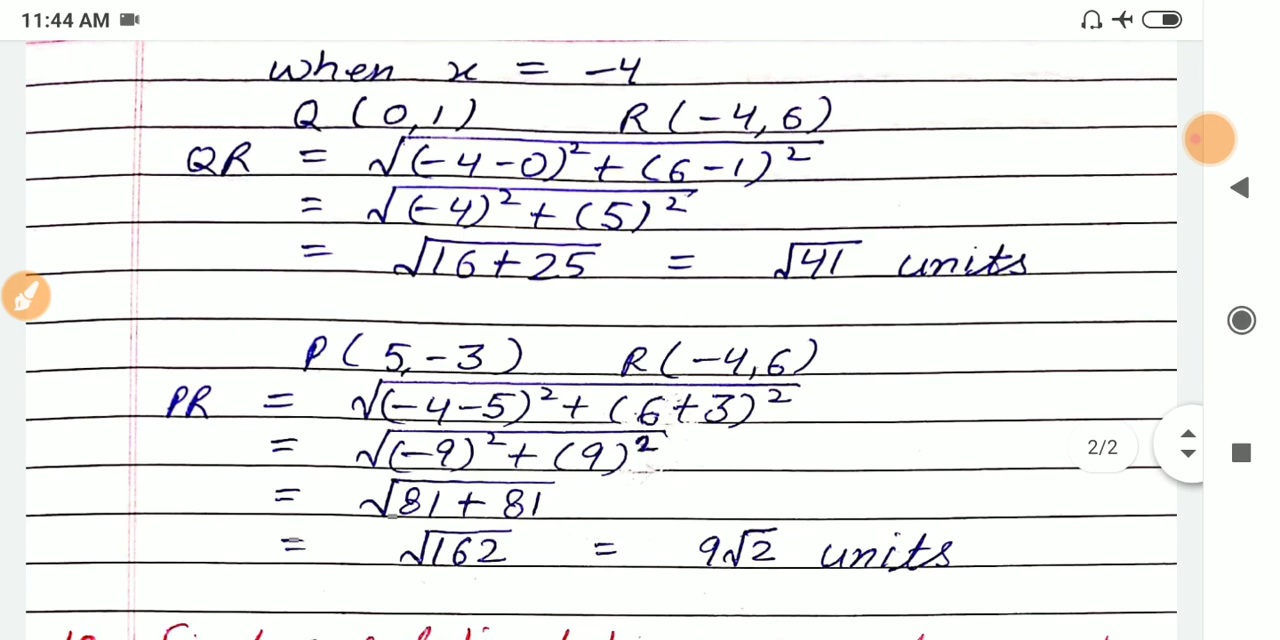 11:44 AM
when x = -4
Q (0,1) R(-4,6)
QR = √(-4-0)² + (6-1)²
= √(-4)² + (5)²
= √16+25 = √41 units
P(5,-3) R(-4,6)
PR = √(-4-5)² + (6+3)²
= √(-9)² + (9)²
= √81+81
= √162 = 9√2 units
2/2